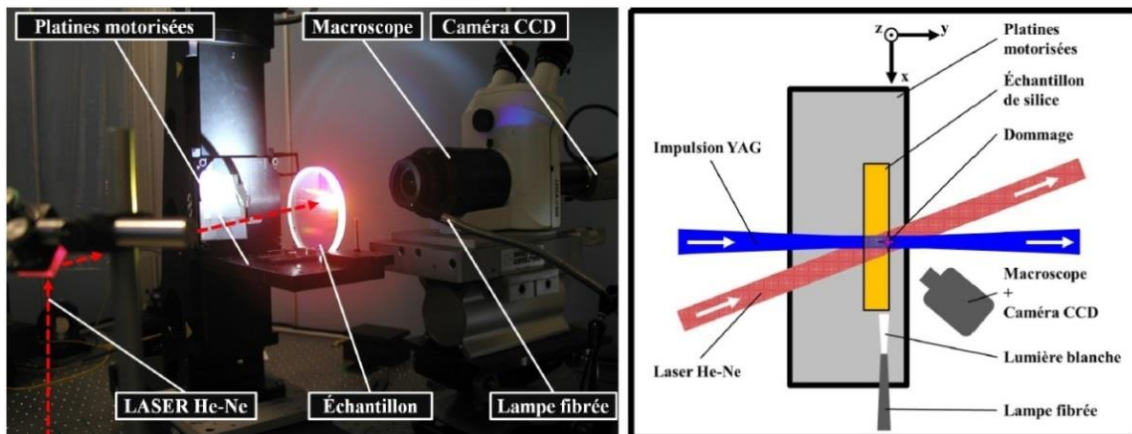 Platines motorisées
Macroscope
Caméra CCD
LASER He-Ne
Échantillon
Lampe fibrée
z
y
x
Platines
motorisées
Échantillon
de silice
Dommage
Impulsion YAG
Macroscope
+
Caméra CCD
Laser He-Ne
Lumière blanche
Lampe fibrée